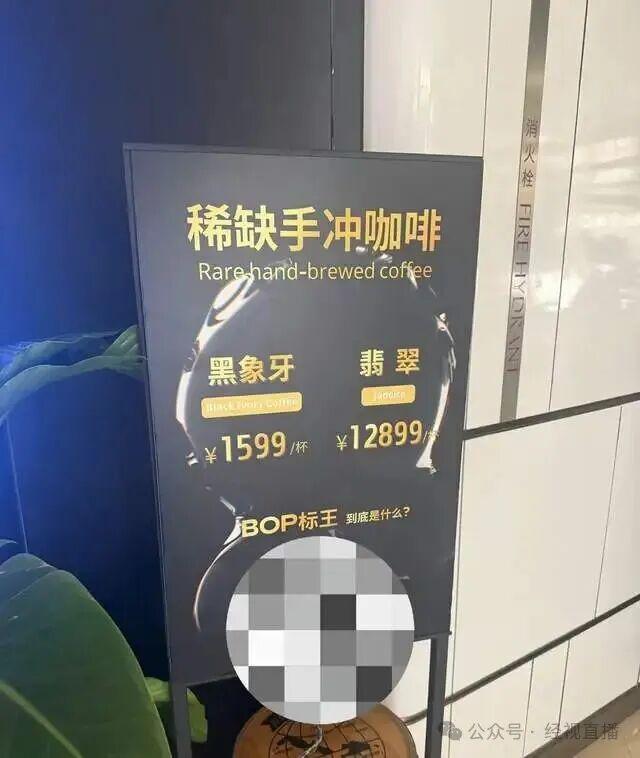 稀缺手冲咖啡
Rare hand-brewed coffee
黑象牙
Black Ivory Coffee
¥1599/杯
翡翠
Jadeite
¥12899/杯
BOP标王 到底是什么?
消火栓 FIRE HYDRANT
公众号·经视直播